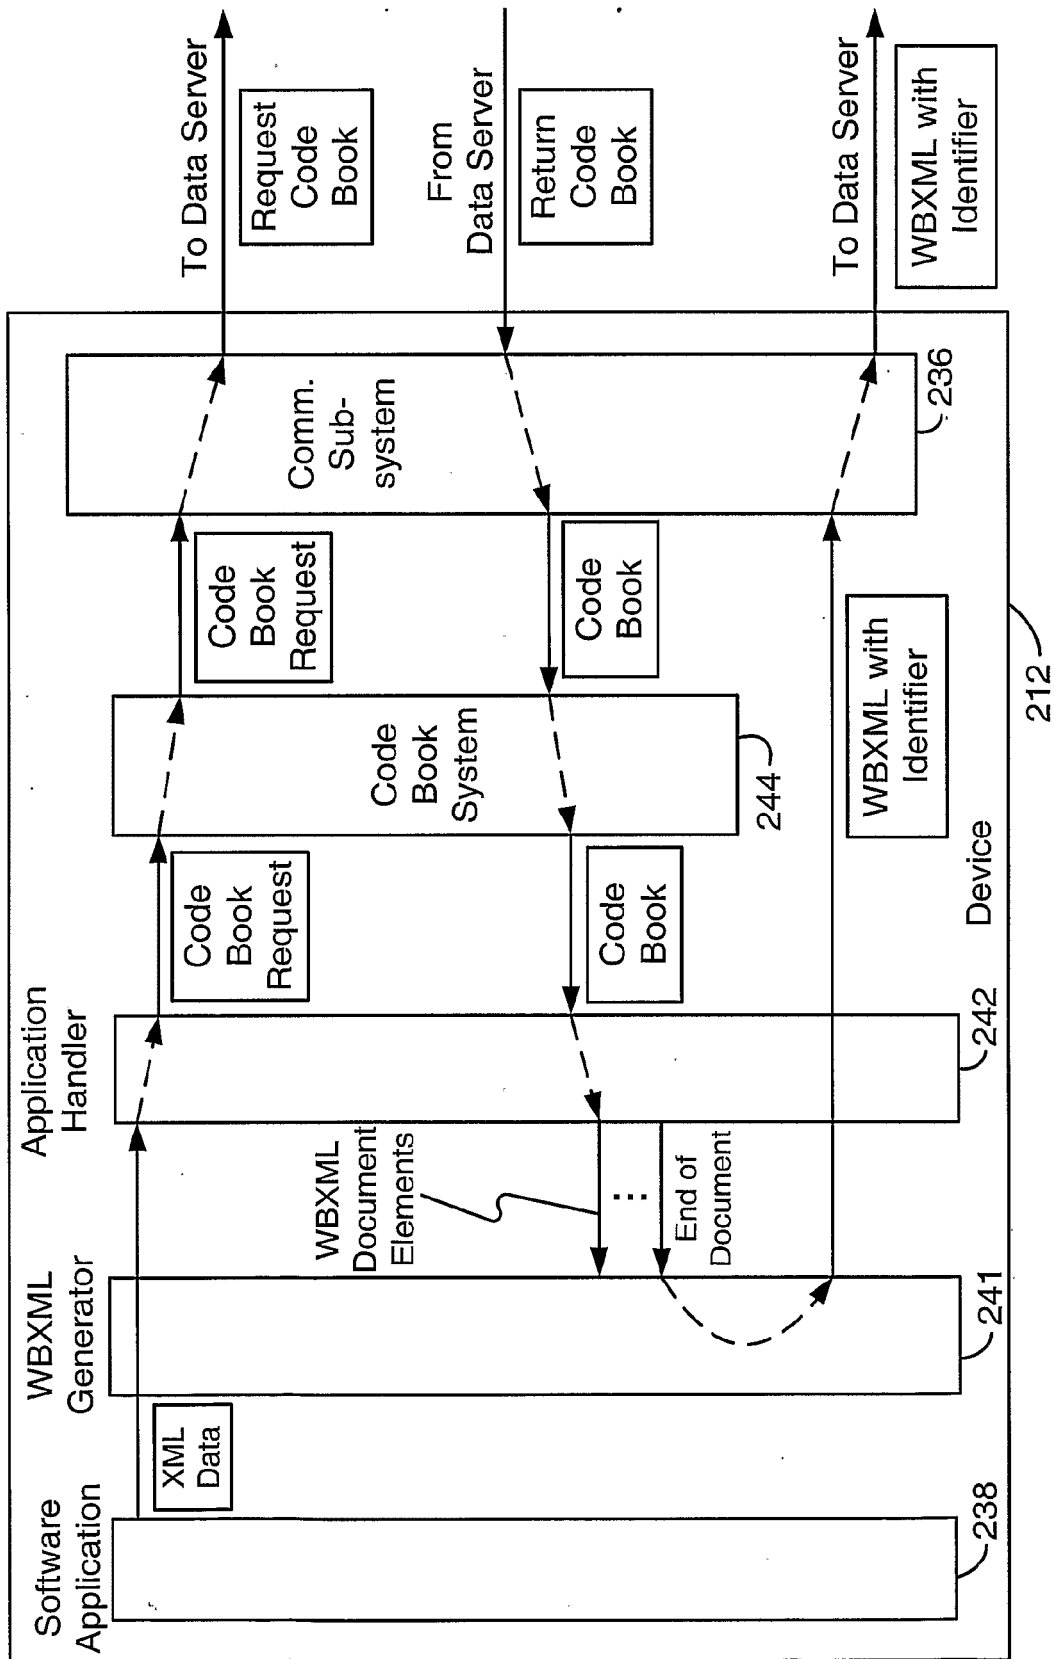 Software
Application
WBXML
Generator
Application
Handler
XML
Data
Code
Book
Request
Code
Book
Request
To Data Server
Request
Code
Book
Code
Book
System
Comm.
Sub-
system
From
Data Server
Return
Code
Book
WBXML
Document
Elements
...
End of
Document
Code
Book
Code
Book
To Data Server
WBXML with
Identifier
WBXML with
Identifier
238
241
242
244
236
Device
212